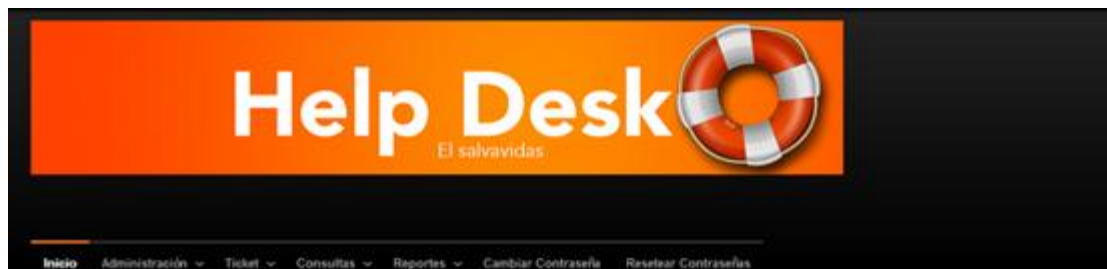 Help Desk
El salvavidas
Inicio Administración Ticket Consultas Reportes Cambiar Contraseña Resetear Contraseñas